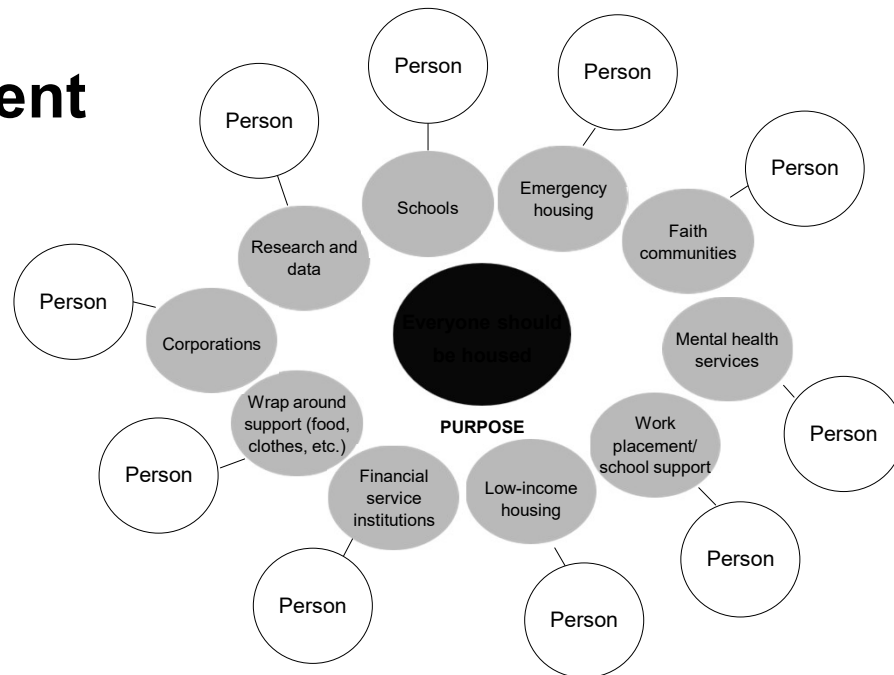 ent
Person
Person
Person
Person
Person
Person
Person
Person
Person
Person
Schools
Emergency
housing
Research and
data
Faith
communities
Corporations
Everyone should
be housed
Mental health
services
Wrap around
support (food,
clothes, etc.)
PURPOSE
Work
placement/
school support
Financial
service
institutions
Low-income
housing